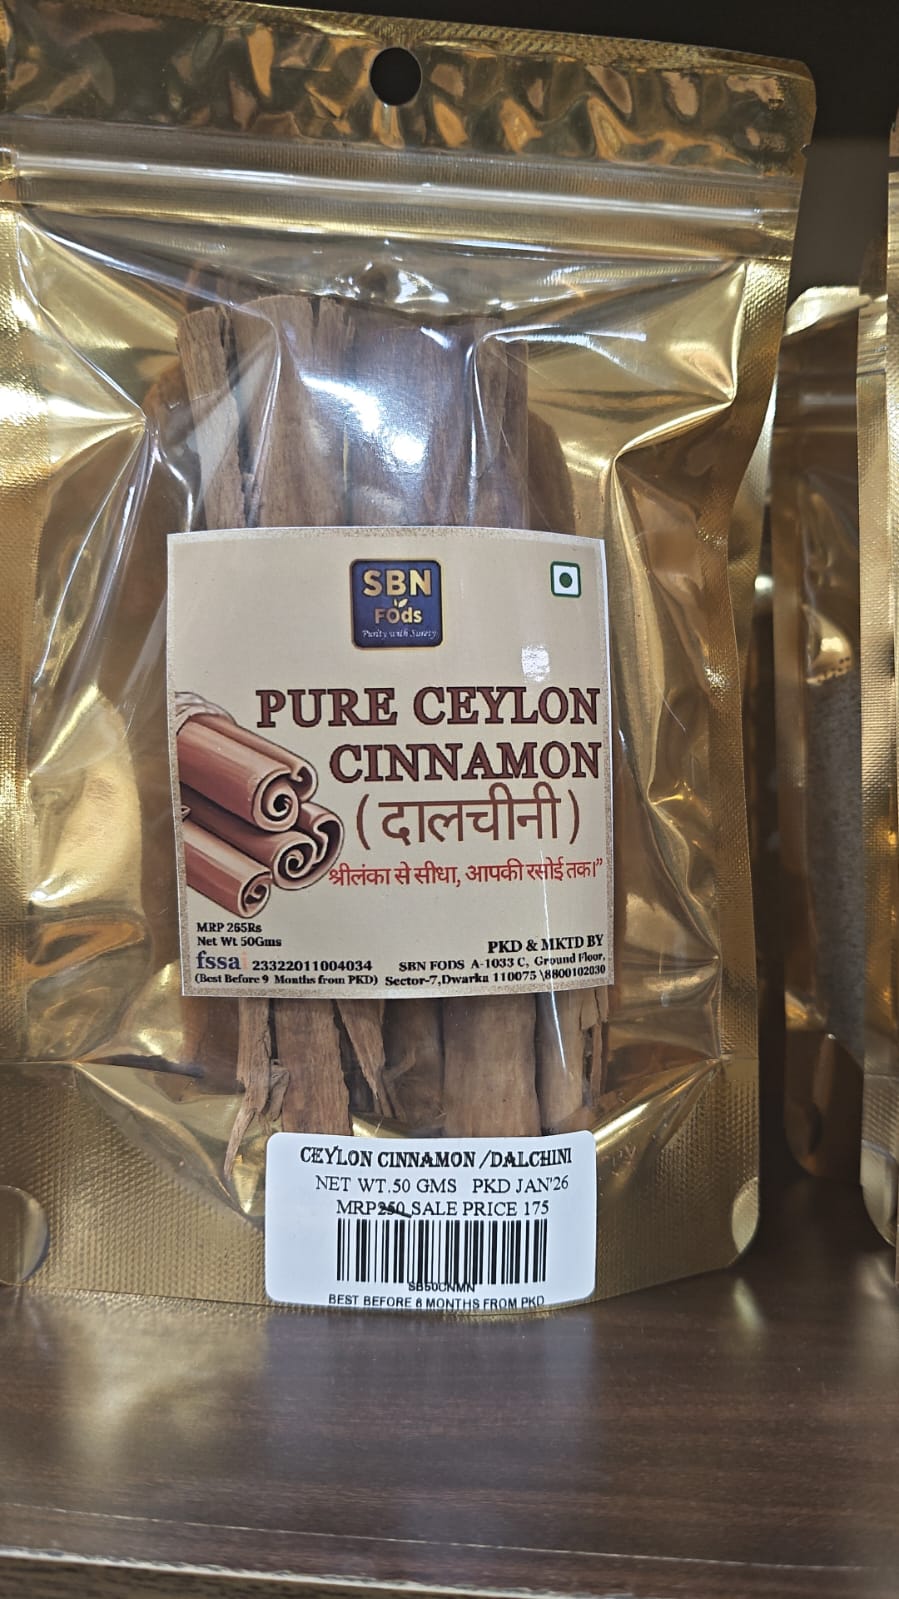 SBN
FOds
Purity with Surety
PURE CEYLON
CINNAMON
(दालचीनी)
श्रीलंका से सीधा, आपकी रसोई तक।”
MRP 265Rs
Net Wt 50Gms
fssai 23322011004034
(Best Before 9 Months from PKD)
PKD & MKTD BY
SBN FODS A-1033 C, Ground Floor,
Sector-7,Dwarka 110075 \8800102030
CEYLON CINNAMON /DALCHINI
NET WT.50 GMS PKD JAN'26
MRP250 SALE PRICE 175
SB50CNMN
BEST BEFORE 6 MONTHS FROM PKD